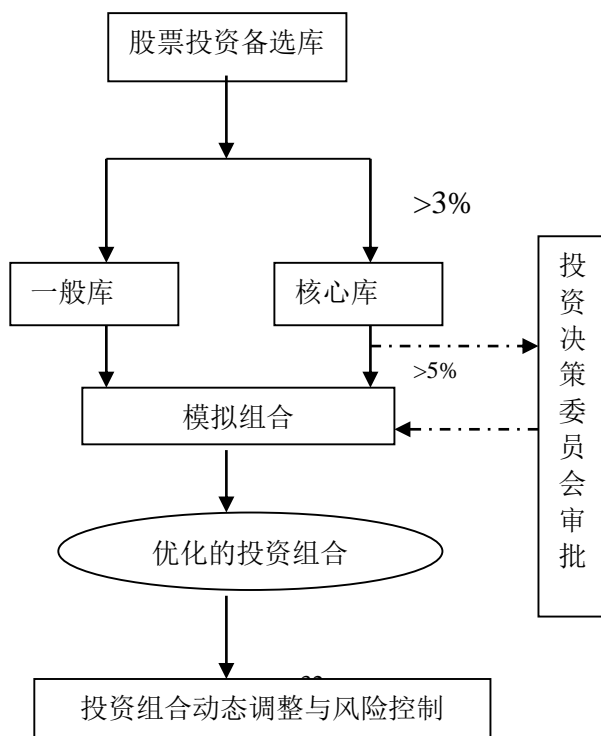 股票投资备选库
>3%
一般库
核心库
>5%
模拟组合
投资决策委员会审批
优化的投资组合
投资组合动态调整与风险控制